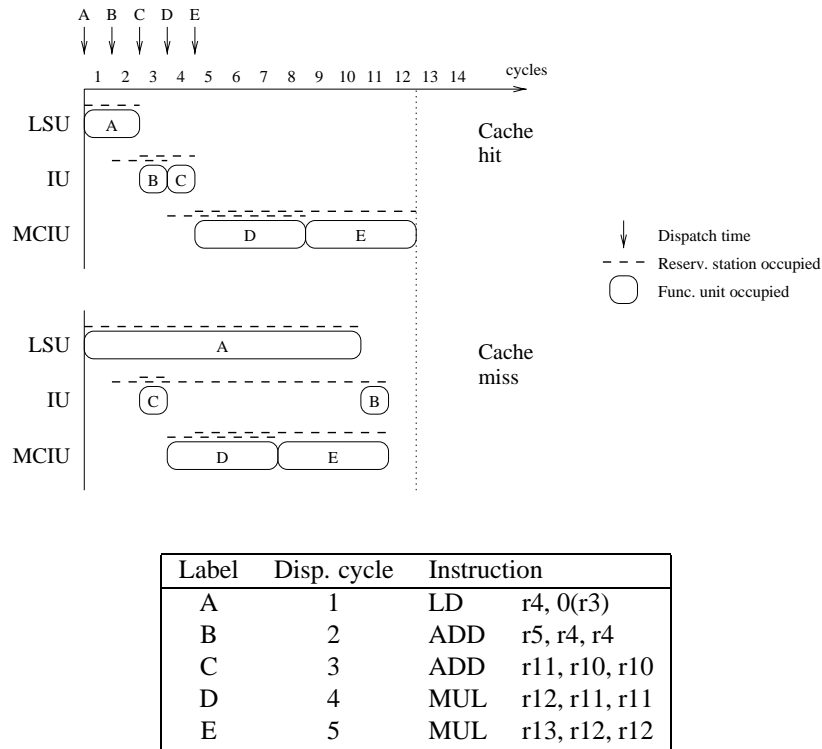 A B C D E
1 2 3 4 5 6 7 8 9 10 11 12 13 14 cycles
LSU A
Cache
hit
IU B C
MCIU D E
Dispatch time
Reserv. station occupied
Func. unit occupied
LSU A
Cache
miss
IU C B
MCIU D E
Label Disp. cycle Instruction
A 1 LD r4, 0(r3)
B 2 ADD r5, r4, r4
C 3 ADD r11, r10, r10
D 4 MUL r12, r11, r11
E 5 MUL r13, r12, r12